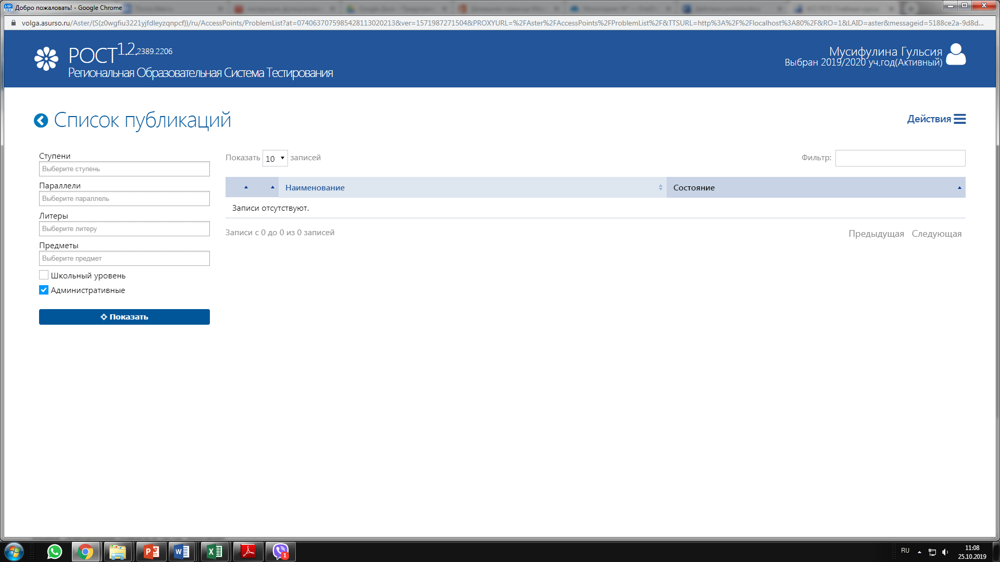 Добро пожаловать! - Google Chrome
volga.asurso.ru/Aster/(S(z0wgfiu3221yjfdleyzqnpcf))/ru/AccessPoints/ProblemList?at=074063707598542811302​0213&ver=1571987271504&PROXYURL=%2FAster%2FAccessPoints%2FProblemList%2F&TTSURL=http%3A%2F%2Flocalhost%3A80%2F&RO=1&LAID=aster&messageid=5188ce2a-9d8d...
РОСТ1.2.2389.2206
Региональная Образовательная Система Тестирования
Мусифулина Гульсия
Выбран 2019/2020 уч.год(Активный)
Список публикаций
Действия
Ступени
Выберите ступень
Параллели
Выберите параллель
Литеры
Выберите литеру
Предметы
Выберите предмет
Школьный уровень
Административные
Показать
Показать 10 записей
Фильтр:
Наименование Состояние
Записи отсутствуют.
Записи с 0 до 0 из 0 записей
Предыдущая Следующая
1
RU
11:08
25.10.2019